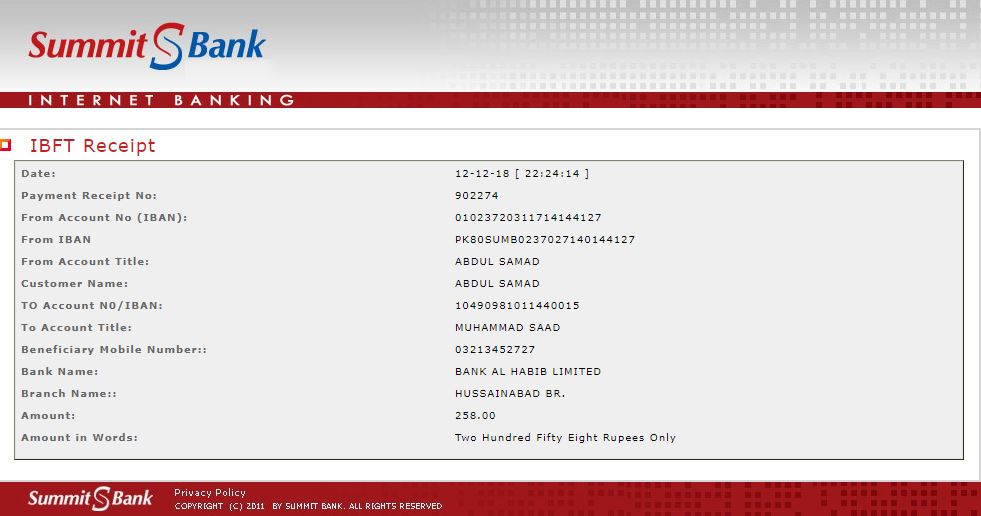 Summit S Bank
INTERNET BANKING
IBFT Receipt
Date: 12-12-18 [ 22:24:14 ]
Payment Receipt No: 902274
From Account No (IBAN): 01023720311714144127
From IBAN PK80SUMB0237027140144127
From Account Title: ABDUL SAMAD
Customer Name: ABDUL SAMAD
TO Account N0/IBAN: 10490981011440015
To Account Title: MUHAMMAD SAAD
Beneficiary Mobile Number:: 03213452727
Bank Name: BANK AL HABIB LIMITED
Branch Name:: HUSSAINABAD BR.
Amount: 258.00
Amount in Words: Two Hundred Fifty Eight Rupees Only
Summit S Bank
Privacy Policy
COPYRIGHT (C) 2011 BY SUMMIT BANK. ALL RIGHTS RESERVED